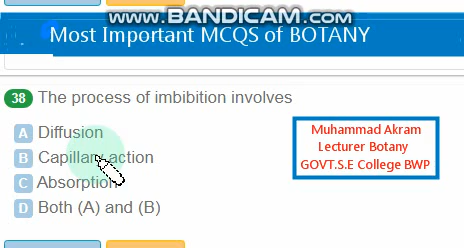 www.BANDICAM.com
Most Important MCQS of BOTANY
38 The process of imbibition involves
A Diffusion
B Capillary action
C Absorption
D Both (A) and (B)
Muhammad Akram
Lecturer Botany
GOVT.S.E College BWP